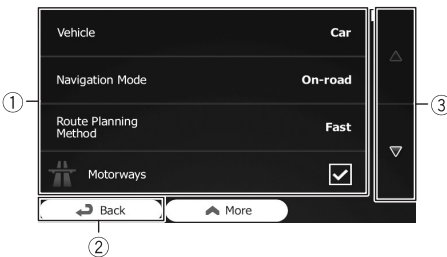 Vehicle Car
Navigation Mode On-road
Route Planning
Method Fast
Motorways
Back More
1
2
3